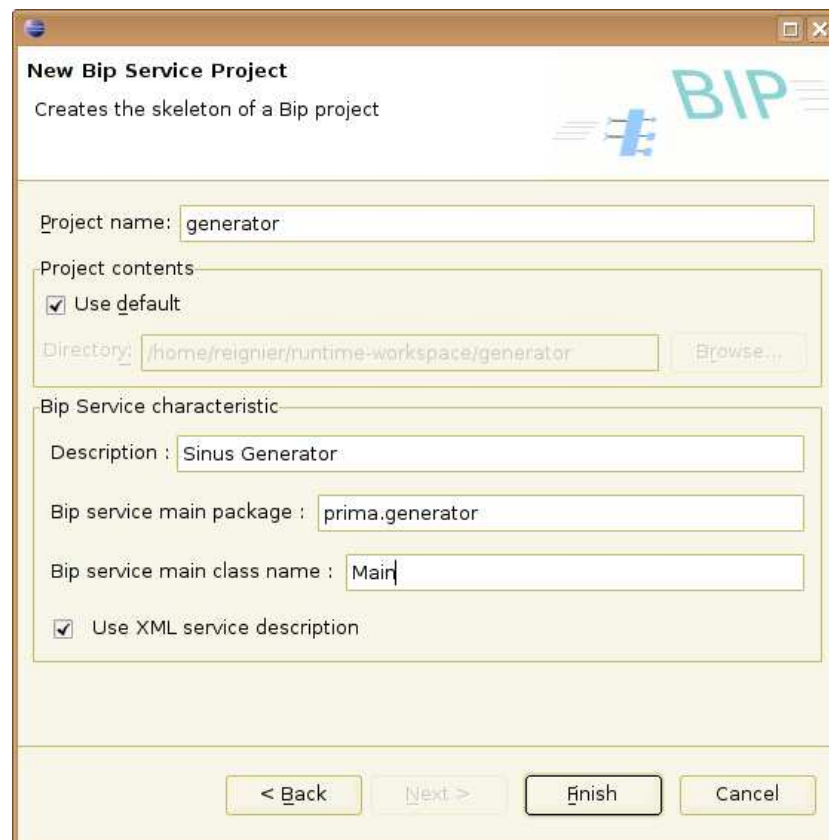 New Bip Service Project
Creates the skeleton of a Bip project
BIP
Project name: generator
Project contents
Use default
Directory: /home/reignier/runtime-workspace/generator Browse...
Bip Service characteristic
Description : Sinus Generator
Bip service main package : prima.generator
Bip service main class name : Main
Use XML service description
< Back Next > Finish Cancel